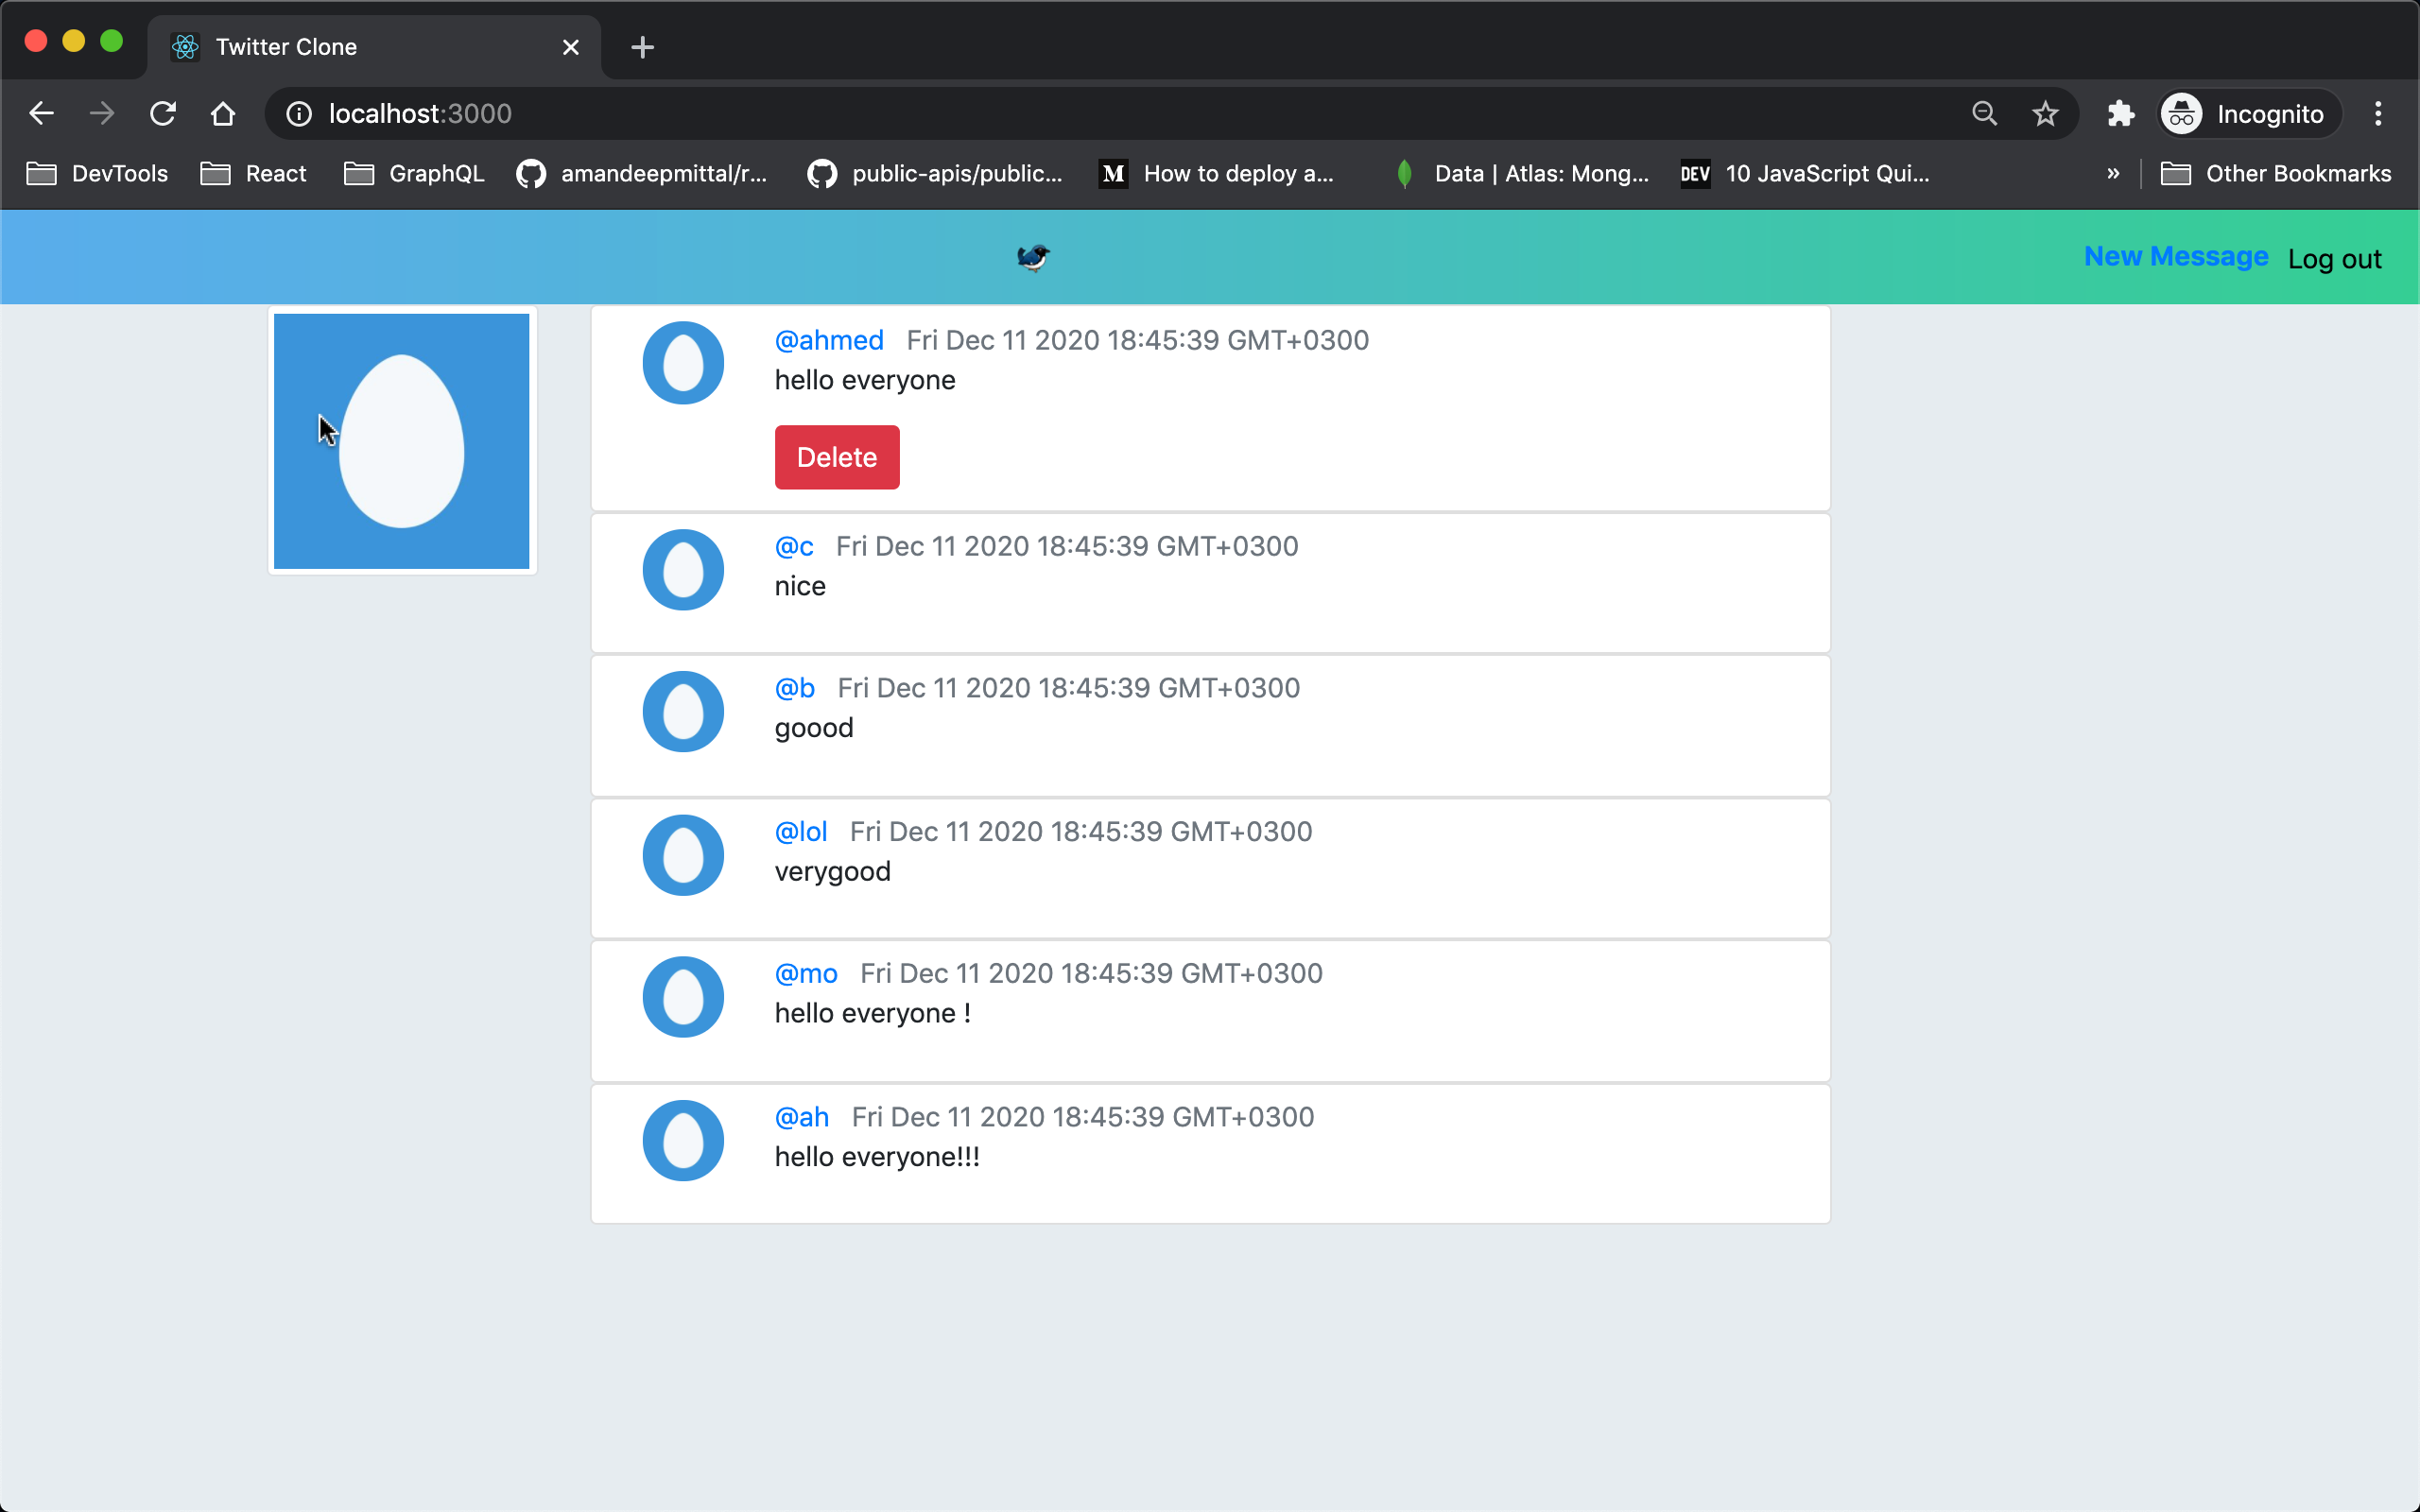 Twitter Clone
localhost:3000
Incognito
DevTools
React
GraphQL
amandeepmittal/r...
public-apis/public...
M
How to deploy a...
Data | Atlas: Mong...
DEV
10 JavaScript Qui...
»
Other Bookmarks
New Message
Log out
@ahmed Fri Dec 11 2020 18:45:39 GMT+0300
hello everyone
Delete
@c Fri Dec 11 2020 18:45:39 GMT+0300
nice
@b Fri Dec 11 2020 18:45:39 GMT+0300
goood
@lol Fri Dec 11 2020 18:45:39 GMT+0300
verygood
@mo Fri Dec 11 2020 18:45:39 GMT+0300
hello everyone !
@ah Fri Dec 11 2020 18:45:39 GMT+0300
hello everyone!!!